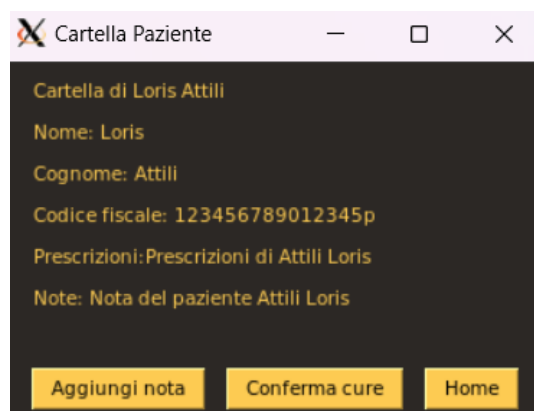 Cartella Paziente
Cartella di Loris Attili
Nome: Loris
Cognome: Attili
Codice fiscale: 123456789012345p
Prescrizioni:Prescrizioni di Attili Loris
Note: Nota del paziente Attili Loris
Aggiungi nota Conferma cure Home